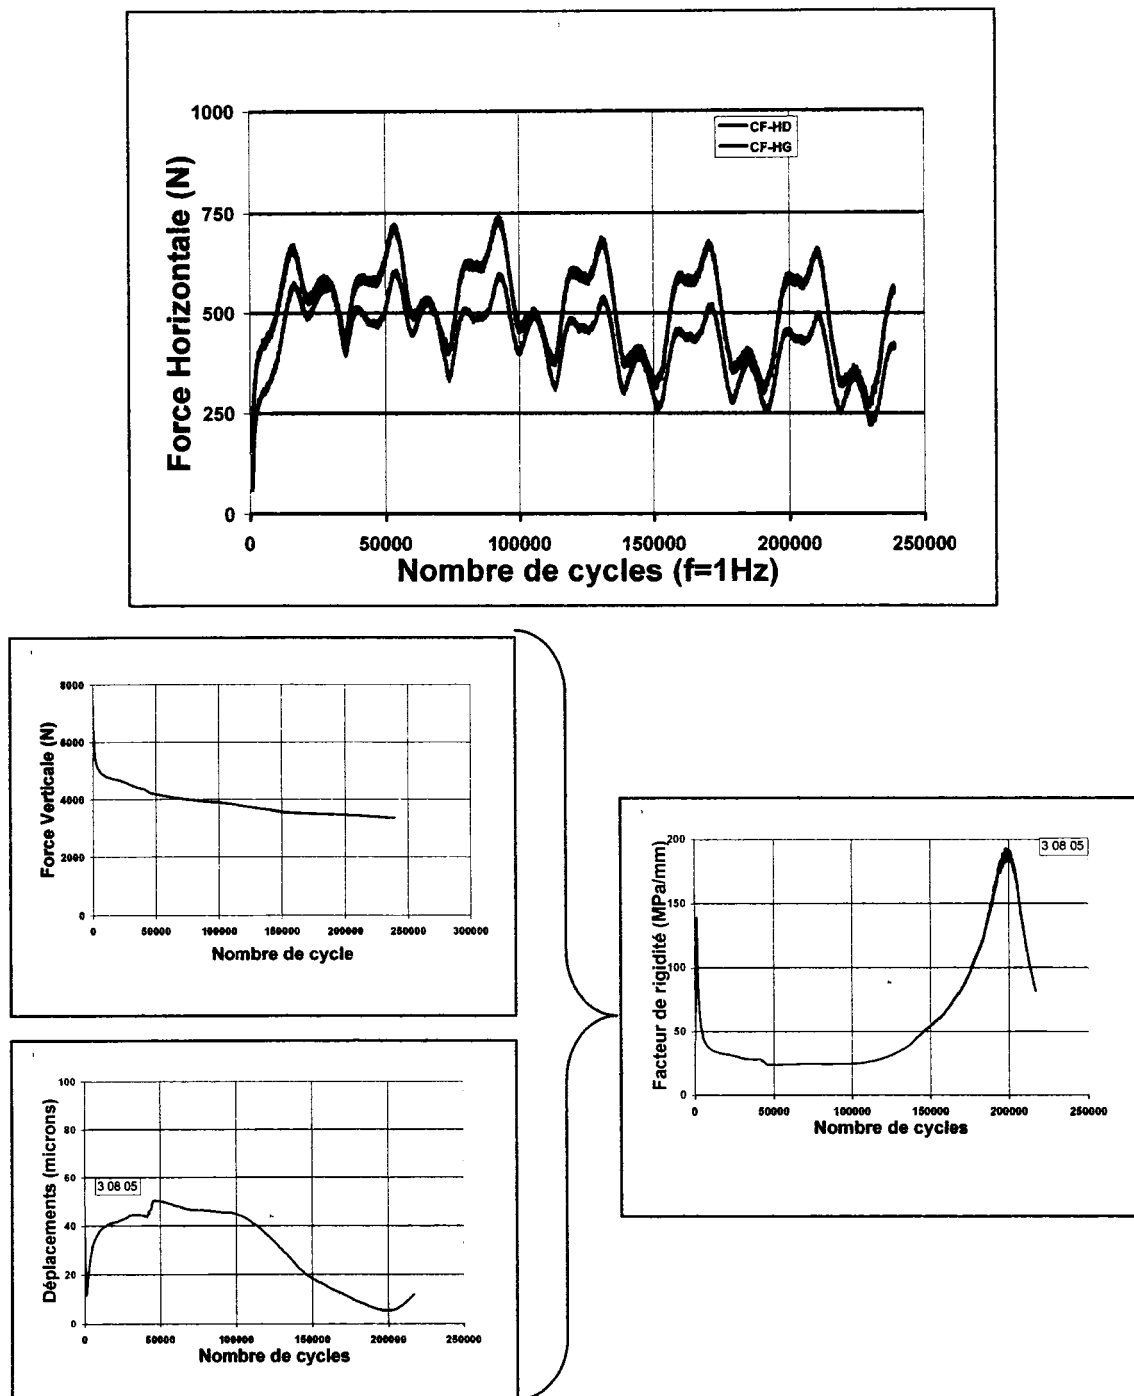 1000
750
500
250
0
Force Horizontale (N)
CF-HD
CF-HG
0 50000 100000 150000 200000 250000
Nombre de cycles (f=1Hz)
8000
6000
4000
2000
0
Force Verticale (N)
0 50000 100000 150000 200000 250000 300000
Nombre de cycle
200
150
100
50
0
Facteur de rigidité (MPa/mm)
3 08 05
0 50000 100000 150000 200000 250000
Nombre de cycles
100
80
60
40
20
0
Déplacements (microns)
3 08 05
0 50000 100000 150000 200000 250000
Nombre de cycles